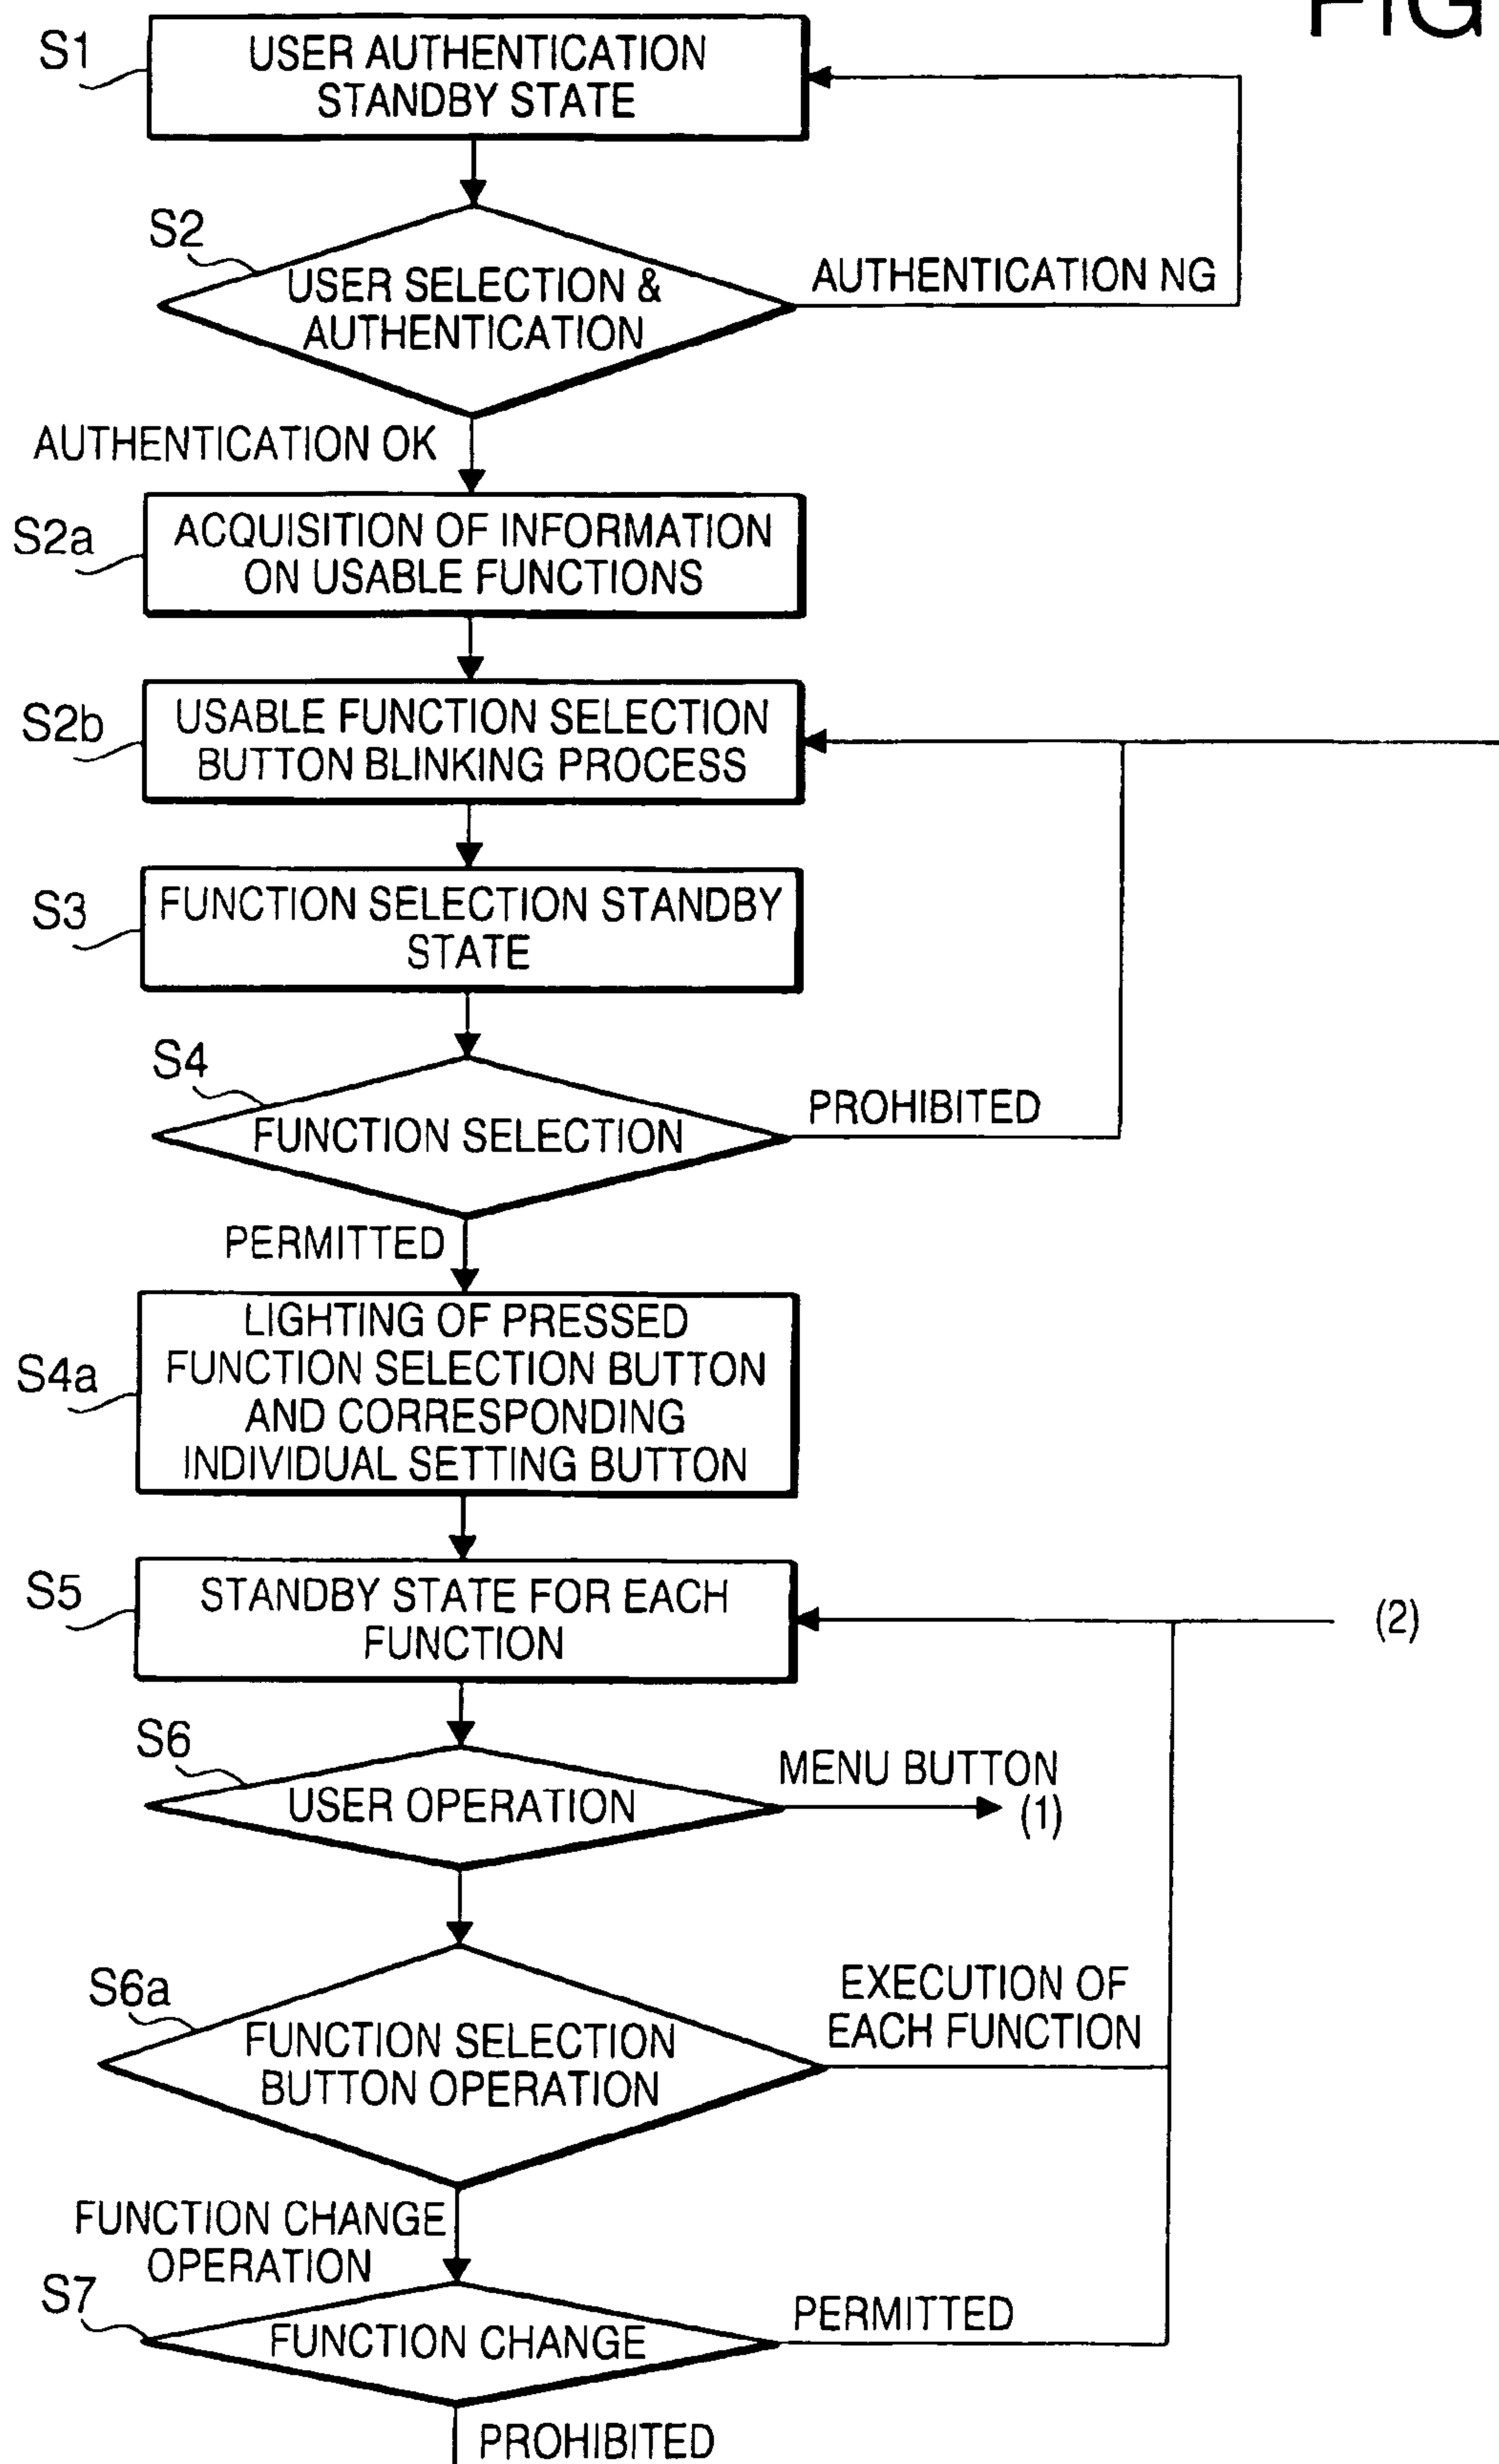 FIG
S1
USER AUTHENTICATION
STANDBY STATE
S2
USER SELECTION &
AUTHENTICATION
AUTHENTICATION NG
AUTHENTICATION OK
S2a
ACQUISITION OF INFORMATION
ON USABLE FUNCTIONS
S2b
USABLE FUNCTION SELECTION
BUTTON BLINKING PROCESS
S3
FUNCTION SELECTION STANDBY
STATE
S4
FUNCTION SELECTION
PROHIBITED
PERMITTED
S4a
LIGHTING OF PRESSED
FUNCTION SELECTION BUTTON
AND CORRESPONDING
INDIVIDUAL SETTING BUTTON
S5
STANDBY STATE FOR EACH
FUNCTION
(2)
S6
USER OPERATION
MENU BUTTON
(1)
S6a
FUNCTION SELECTION
BUTTON OPERATION
EXECUTION OF
EACH FUNCTION
FUNCTION CHANGE
OPERATION
S7
FUNCTION CHANGE
PERMITTED
PROHIBITED